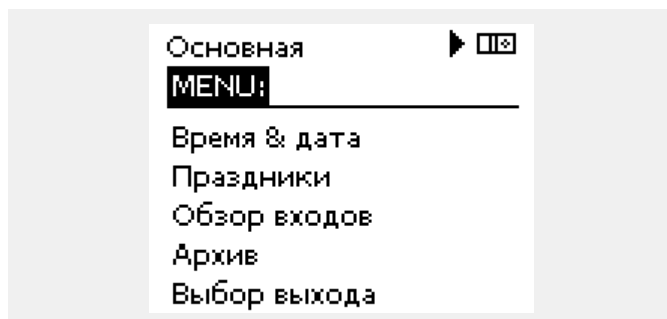 Основная
MENU:
Время & дата
Праздники
Обзор входов
Архив
Выбор выхода